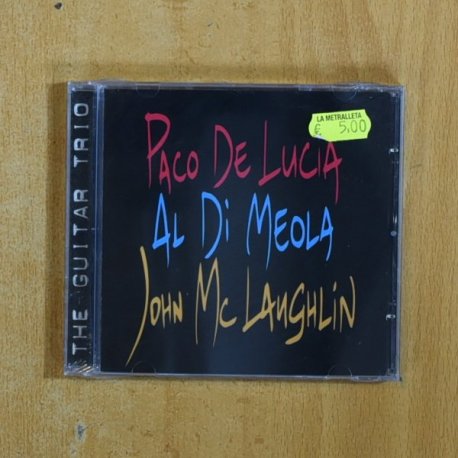 THE GUITAR TRIO
LA METRALLETA
€ 5,00
PACO DE LUCIA
AL Di MEOLA
JOHN MC LAUGHLiN